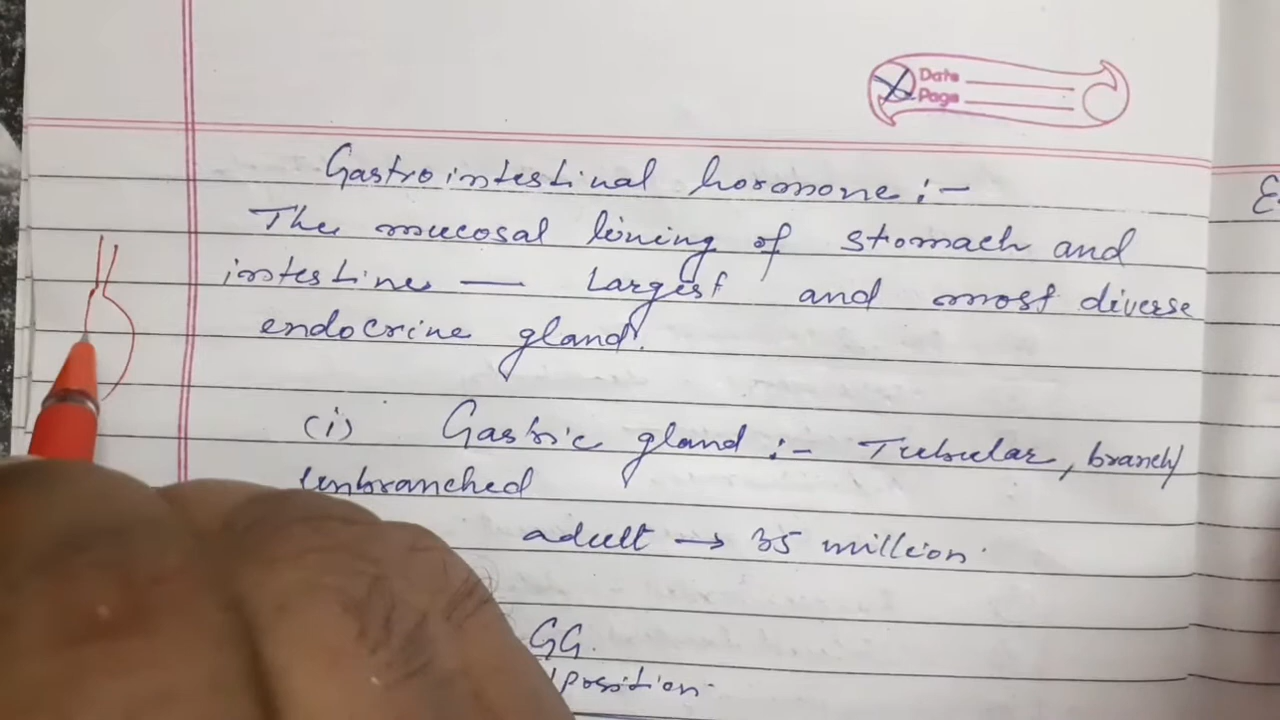 Date
Page
Gastrointestinal hormone :-
The mucosal lining of stomach and
intestine — Largest and most diverse
endocrine gland.
(i) Gastric gland :- Tubular, branch/
unbranched
adult → 35 million.
GG.
/position.